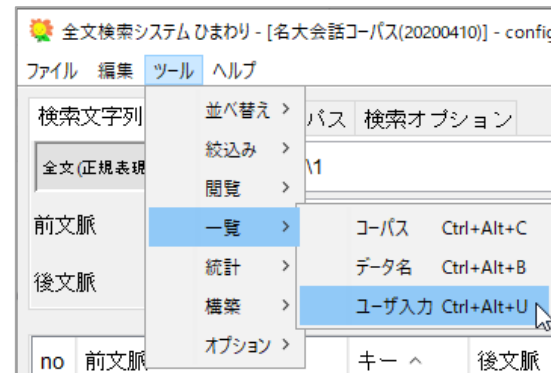 全文検索システム ひまわり - [名大会話コーパス(20200410)] - config
ファイル 編集 ツール ヘルプ
検索文字列 並べ替え パス 検索オプション
全文(正規表現 絞込み \1
閲覧
前文脈 一覧 コーパス Ctrl+Alt+C
統計 データ名 Ctrl+Alt+B
後文脈
構築 ユーザ入力 Ctrl+Alt+U
オプション
no 前文脈 キー 後文脈